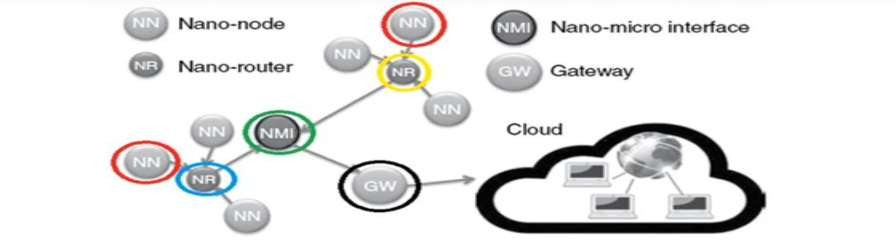 NN Nano-node
NR Nano-router
NN
NN
NR
NN
NMI Nano-micro interface
GW Gateway
NN
NMI
NN
NR
NN
GW
Cloud